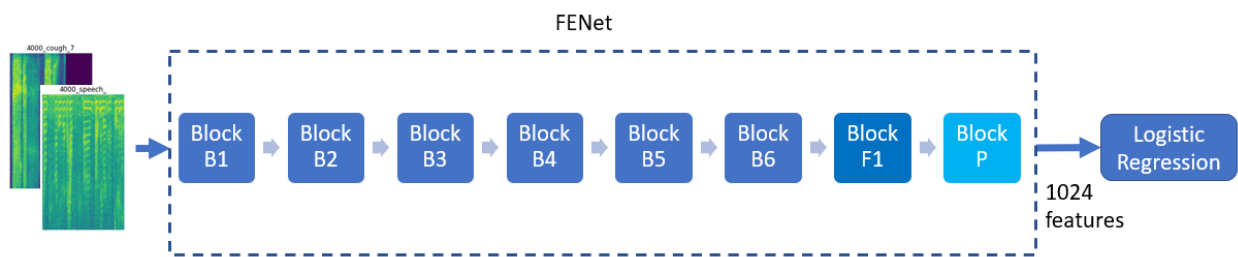 FENet
4000_cough_7
4000_speech_
Block
B1
Block
B2
Block
B3
Block
B4
Block
B5
Block
B6
Block
F1
Block
P
Logistic
Regression
1024
features